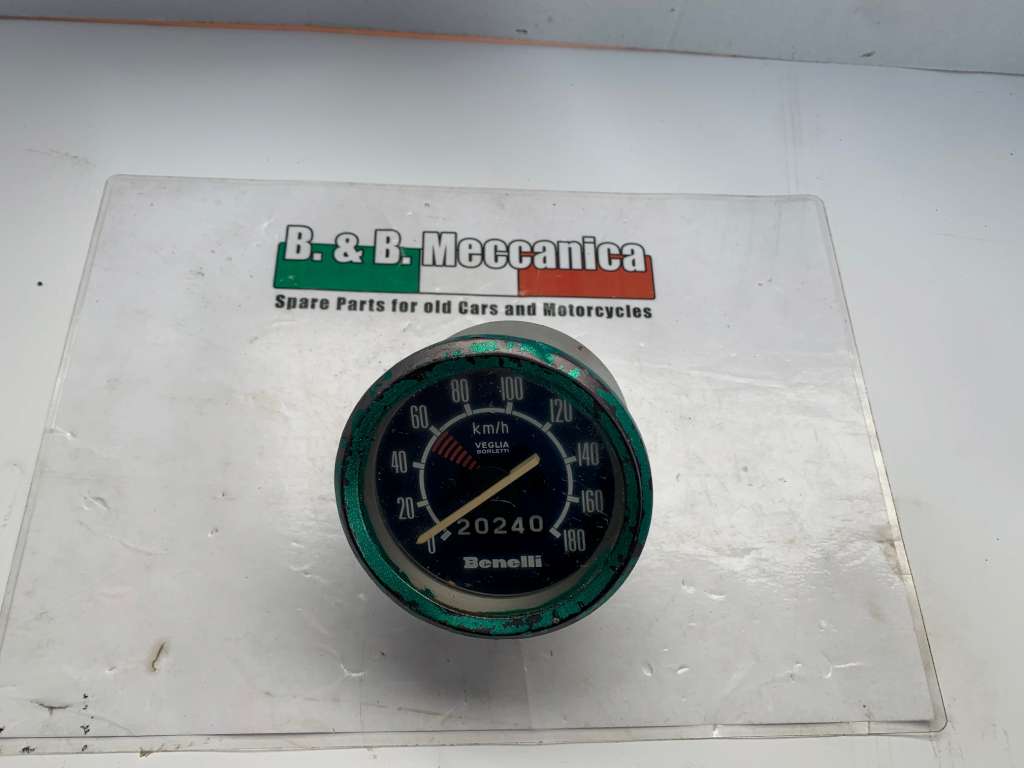 B. & B. Meccanica
Spare Parts for old Cars and Motorcycles
0 20 40 60 80 100 120 140 160 180
km/h
VEGLIA
BORLETTI
20240
Benelli